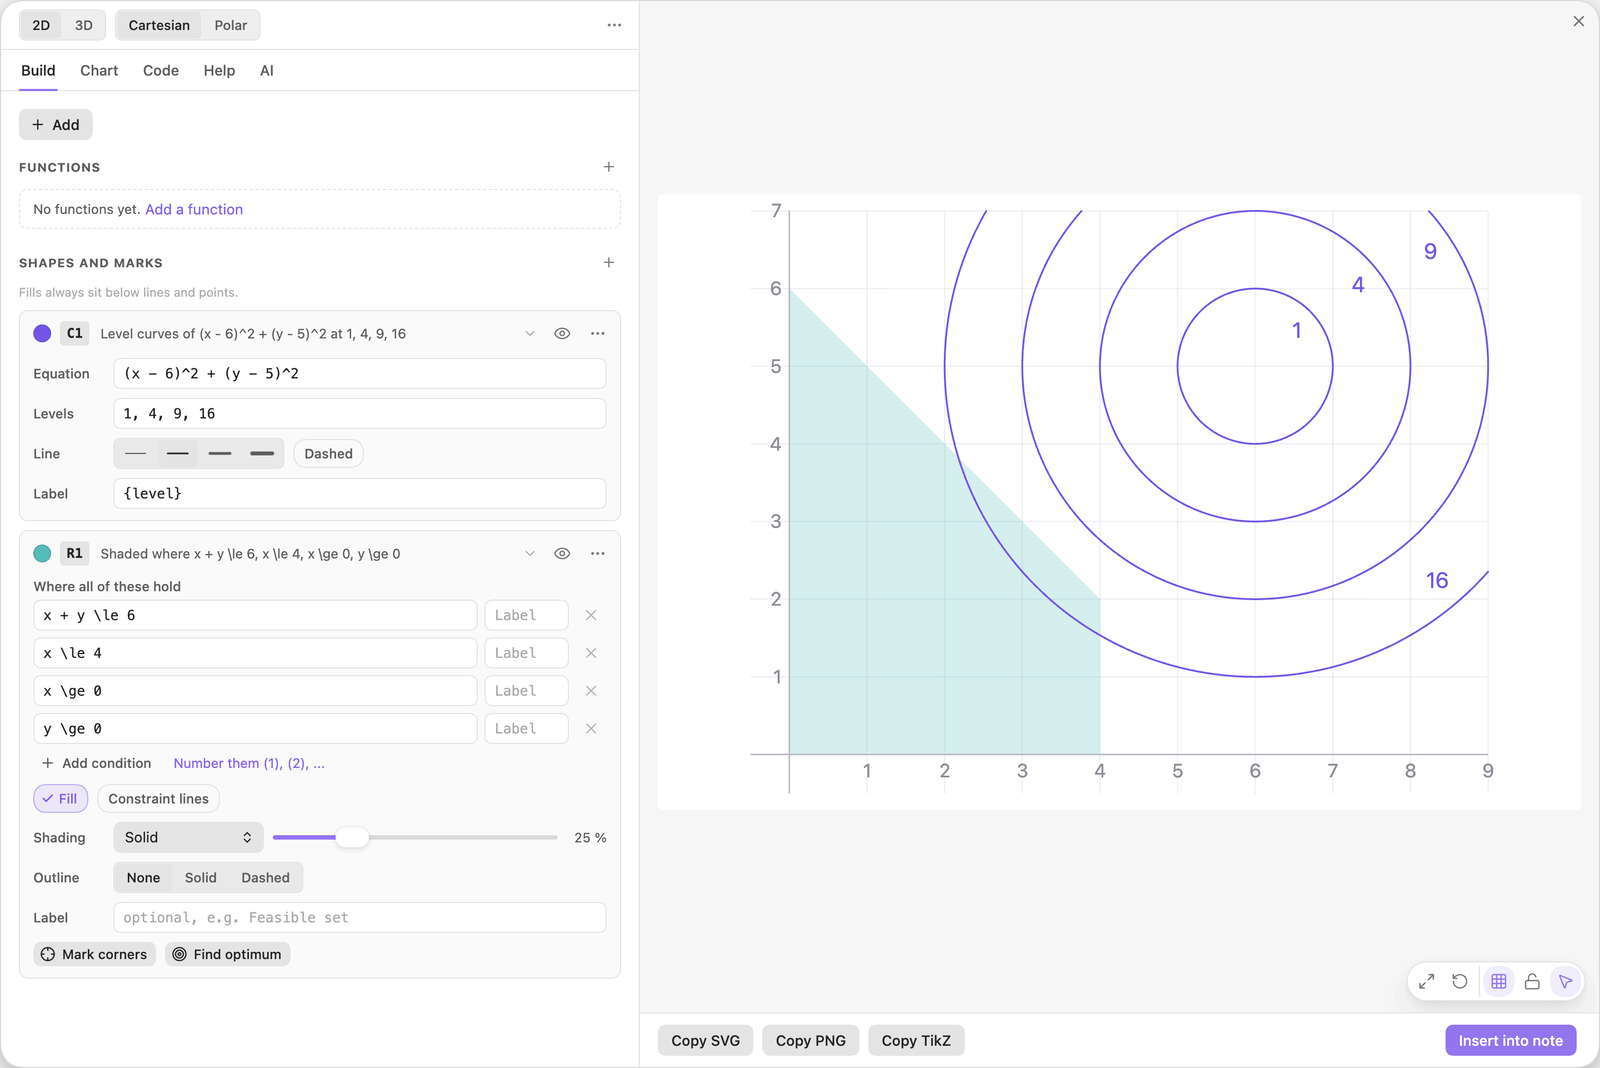 2D 3D Cartesian Polar
Build Chart Code Help AI
+ Add
FUNCTIONS
No functions yet. Add a function
SHAPES AND MARKS
Fills always sit below lines and points.
C1 Level curves of (x - 6)^2 + (y - 5)^2 at 1, 4, 9, 16
Equation (x − 6)^2 + (y − 5)^2
Levels 1, 4, 9, 16
Line Dashed
Label {level}
R1 Shaded where x + y \le 6, x \le 4, x \ge 0, y \ge 0
Where all of these hold
x + y \le 6 Label
x \le 4 Label
x \ge 0 Label
y \ge 0 Label
+ Add condition Number them (1), (2), ...
Fill Constraint lines
Shading Solid 25 %
Outline None Solid Dashed
Label optional, e.g. Feasible set
Mark corners Find optimum
7
6
5
4
3
2
1
1 2 3 4 5 6 7 8 9
9
4
1
16
Copy SVG Copy PNG Copy TikZ Insert into note